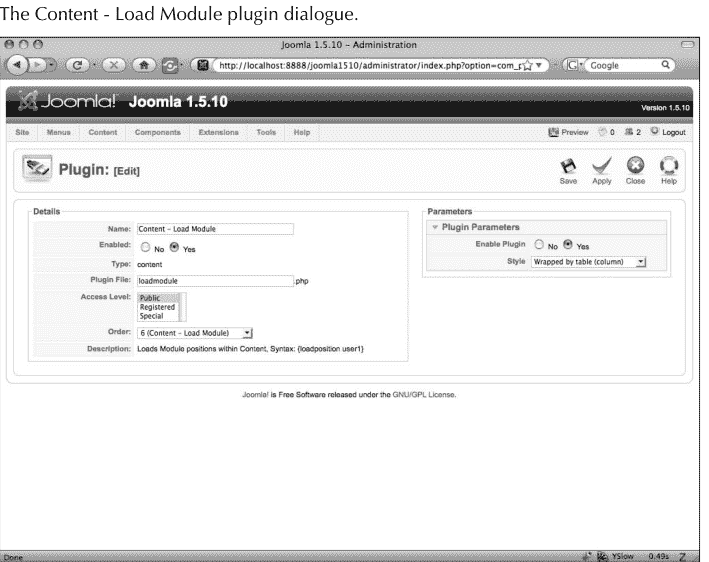 The Content - Load Module plugin dialogue.
Joomla 1.5.10 - Administration
http://localhost:8888/joomla1510/administrator/index.php?option=com_
Google
Joomla! Joomla 1.5.10
Version 1.5.10
Site Menus Content Components Extensions Tools Help
Preview 0 2 Logout
Plugin: [Edit]
Save Apply Close Help
Details
Name: Content - Load Module
Enabled: No Yes
Type: content
Plugin File: loadmodule .php
Access Level: Public
Registered
Special
Order: 6 (Content - Load Module)
Description: Loads Module positions within Content, Syntax: {loadposition user1}
Parameters
Plugin Parameters
Enable Plugin No Yes
Style Wrapped by table (column)
Joomla! is Free Software released under the GNU/GPL License.
Done
YSlow 0.49s